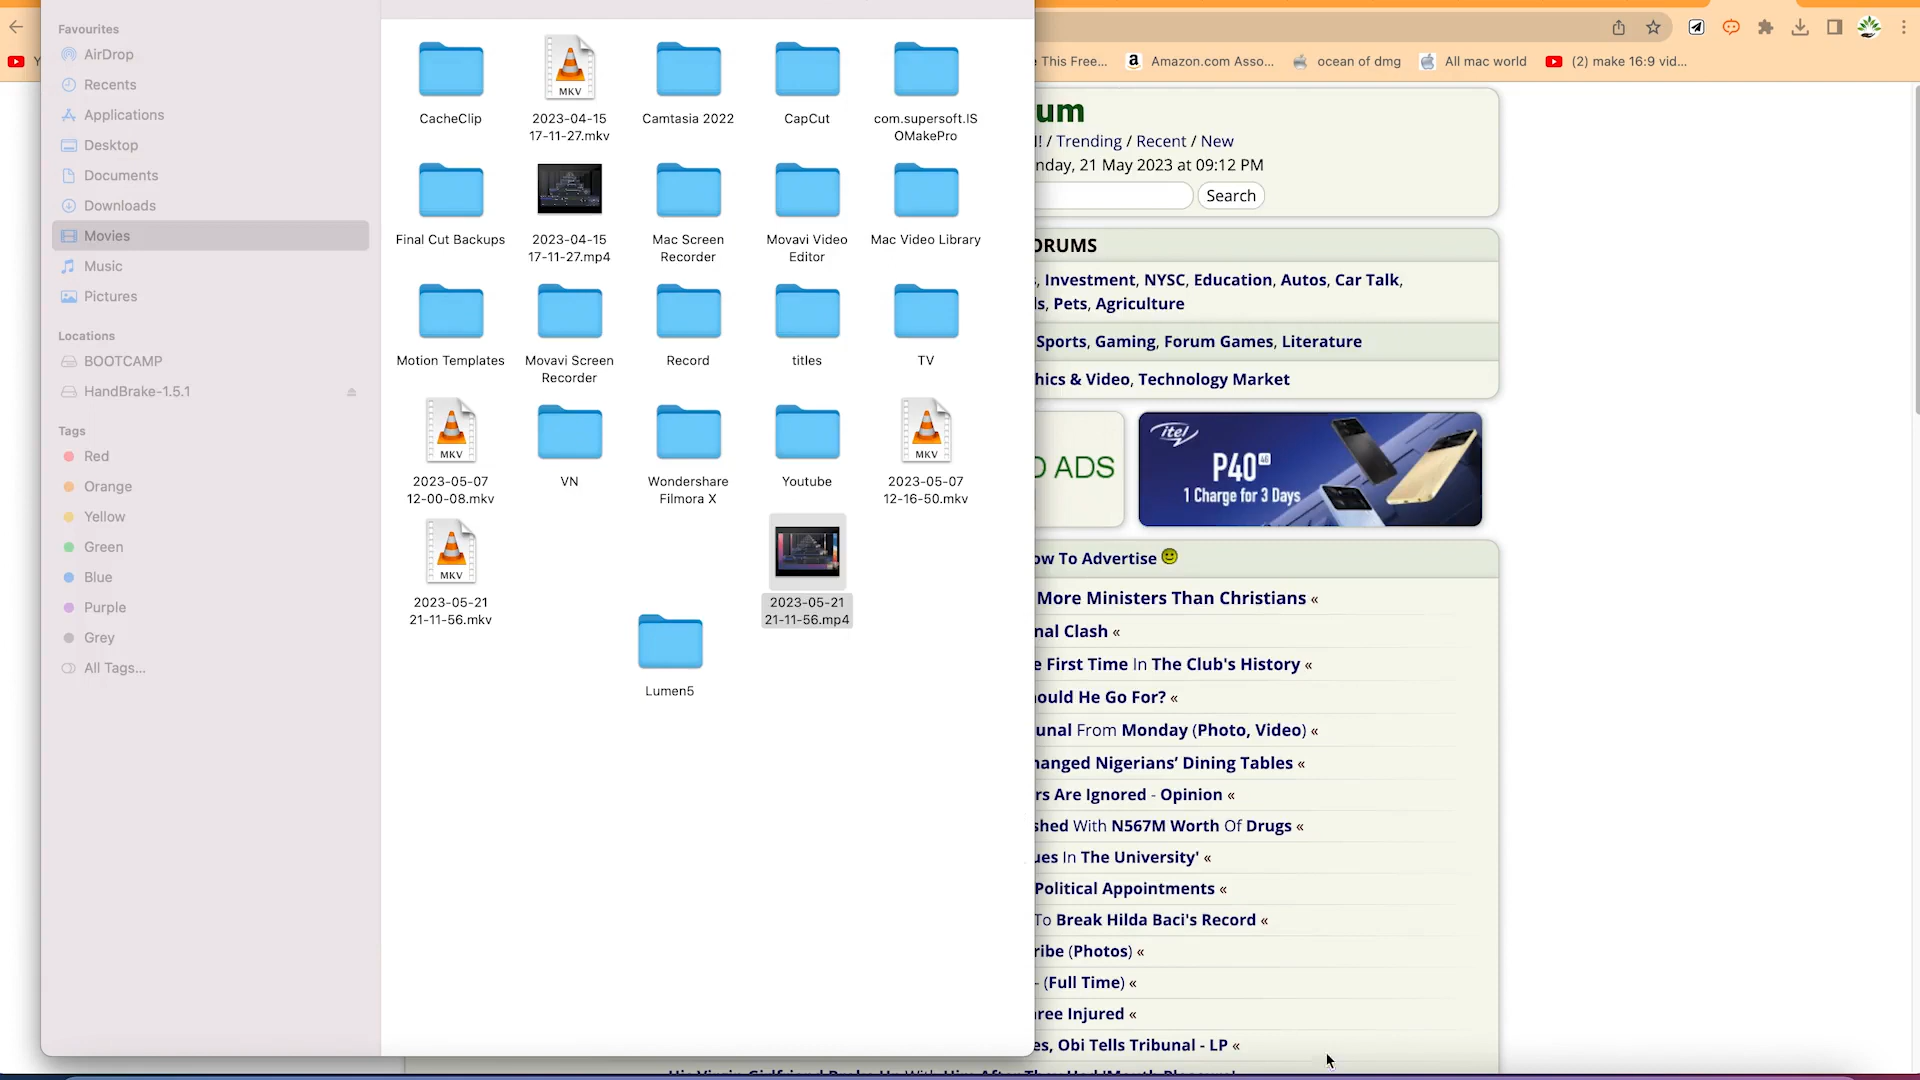 Favourites
AirDrop
Recents
Applications
Desktop
Documents
Downloads
Movies
Music
Pictures
Locations
BOOTCAMP
HandBrake-1.5.1
Tags
Red
Orange
Yellow
Green
Blue
Purple
Grey
All Tags...
CacheClip
MKV
2023-04-15
17-11-27.mkv
Camtasia 2022
CapCut
com.supersoft.IS
OMakePro
Final Cut Backups
2023-04-15
17-11-27.mp4
Mac Screen
Recorder
Movavi Video
Editor
Mac Video Library
Motion Templates
Movavi Screen
Recorder
Record
titles
TV
MKV
2023-05-07
12-00-08.mkv
VN
Wondershare
Filmora X
Youtube
MKV
2023-05-07
12-16-50.mkv
MKV
2023-05-21
21-11-56.mkv
2023-05-21
21-11-56.mp4
Lumen5
Y
This Free...
Amazon.com Asso...
ocean of dmg
All mac world
(2) make 16:9 vid...
um
! / Trending / Recent / New
nday, 21 May 2023 at 09:12 PM
Search
ORUMS
, Investment, NYSC, Education, Autos, Car Talk,
ls, Pets, Agriculture
Sports, Gaming, Forum Games, Literature
hics & Video, Technology Market
ADS
itel
P40 4G
1 Charge for 3 Days
ow To Advertise
More Ministers Than Christians «
nal Clash «
e First Time In The Club's History «
hould He Go For? «
unal From Monday (Photo, Video) «
hanged Nigerians' Dining Tables «
rs Are Ignored - Opinion «
shed With N567M Worth Of Drugs «
ues In The University' «
Political Appointments «
To Break Hilda Baci's Record «
ribe (Photos) «
- (Full Time) «
ree Injured «
es, Obi Tells Tribunal - LP «